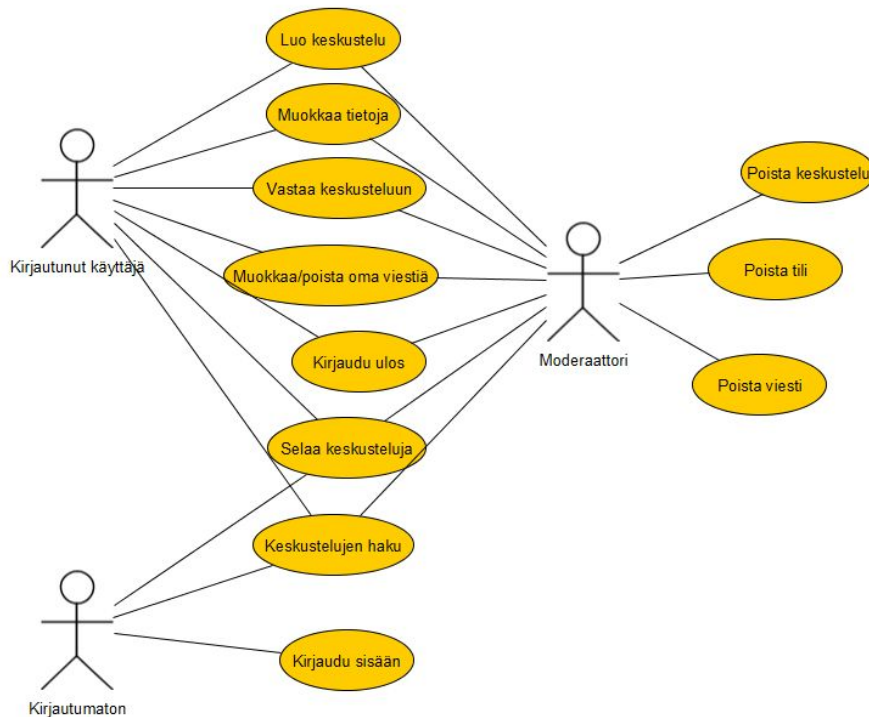 Luo keskustelu
Muokkaa tietoja
Vastaa keskusteluun
Muokkaa/poista oma viestiä
Kirjaudu ulos
Selaa keskusteluja
Keskustelujen haku
Kirjaudu sisään
Kirjautunut käyttäjä
Kirjautumaton
Moderaattori
Poista keskustelu
Poista tili
Poista viesti